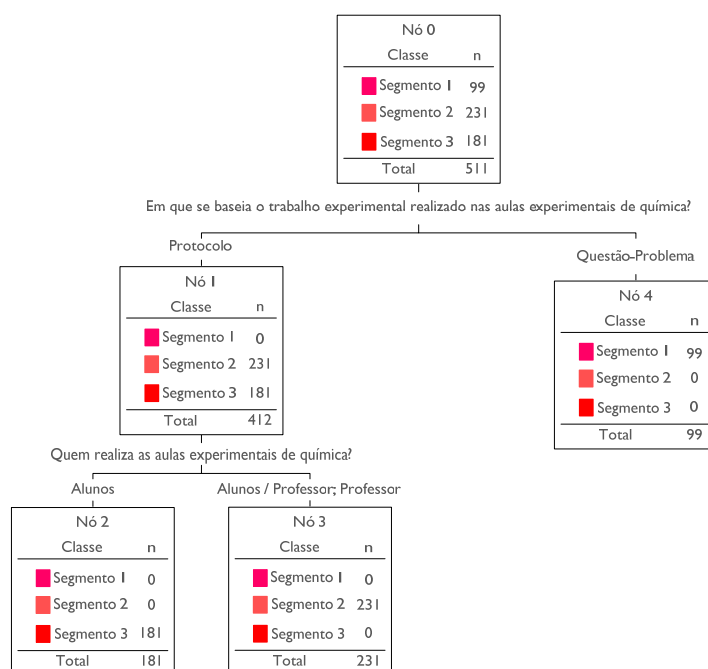 Nó 0
Classe n
Segmento 1 99
Segmento 2 231
Segmento 3 181
Total 511
Em que se baseia o trabalho experimental realizado nas aulas experimentais de química?
Protocolo
Nó 1
Classe n
Segmento 1 0
Segmento 2 231
Segmento 3 181
Total 412
Questão-Problema
Nó 4
Classe n
Segmento 1 99
Segmento 2 0
Segmento 3 0
Total 99
Quem realiza as aulas experimentais de química?
Alunos
Nó 2
Classe n
Segmento 1 0
Segmento 2 0
Segmento 3 181
Total 181
Alunos / Professor; Professor
Nó 3
Classe n
Segmento 1 0
Segmento 2 231
Segmento 3 0
Total 231